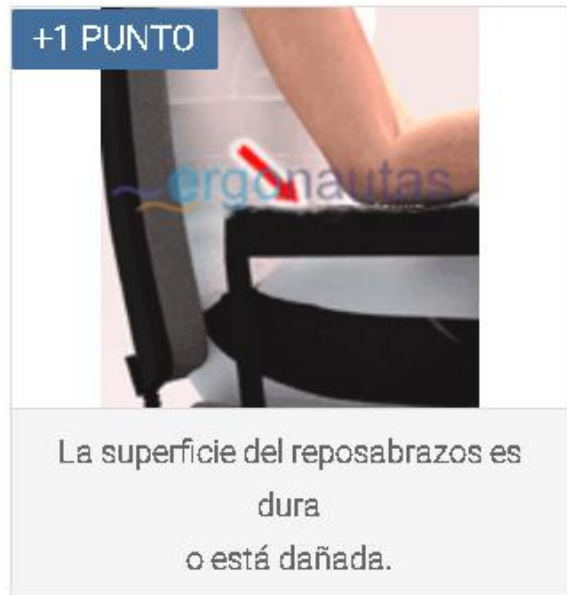 +1 PUNTO
ergonautas
La superficie del reposabrazos es
dura
o está dañada.